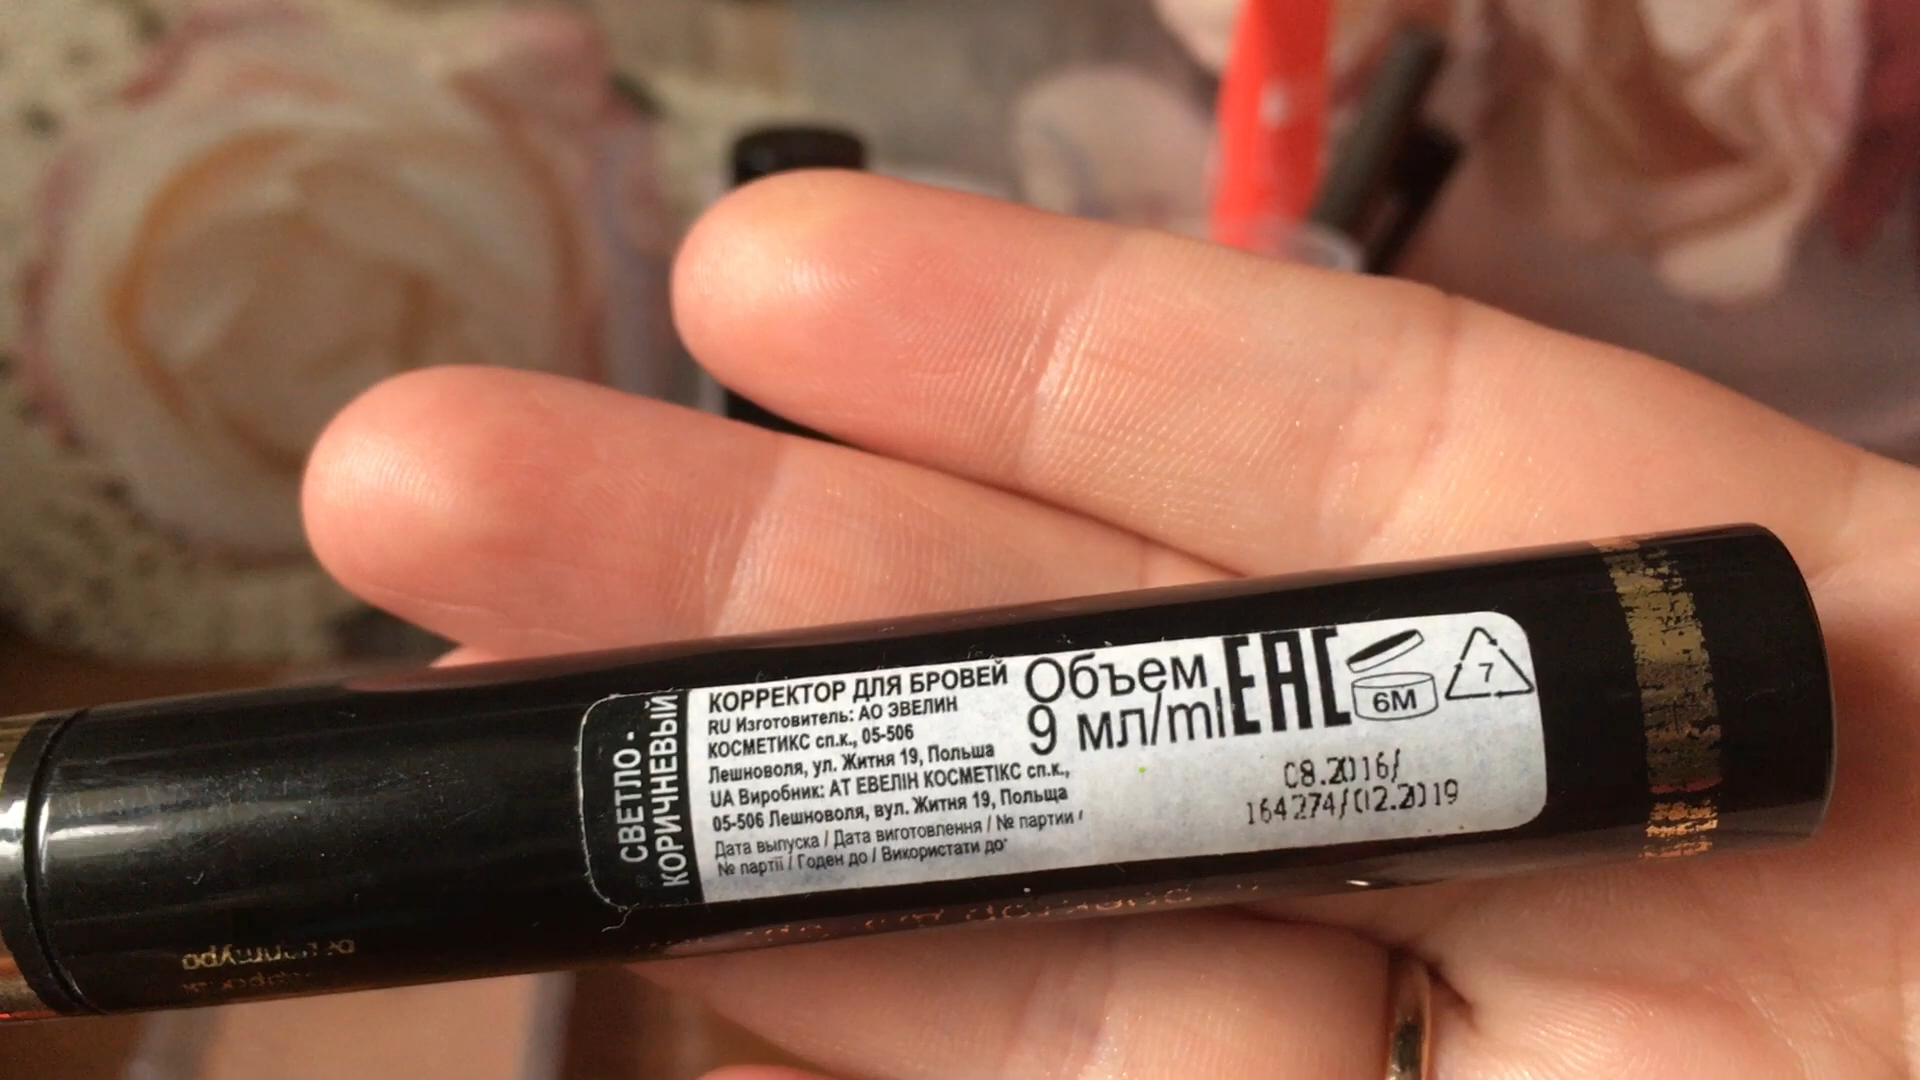 СВЕТЛО -
КОРИЧНЕВЫЙ
КОРРЕКТОР ДЛЯ БРОВЕЙ
RU Изготовитель: АО ЭВЕЛИН
КОСМЕТИКС сп.к., 05-506
Лешноволя, ул. Житня 19, Польша
UA Виробник: АТ ЕВЕЛІН КОСМЕТІКС сп.к.,
05-506 Лешноволя, вул. Житня 19, Польща
Дата выпуска / Дата виготовлення / № партии /
№ партії / Годен до / Використати до
Объем
9 мл/ml
EAC
6M
7
08.2016/
164274/02.2019